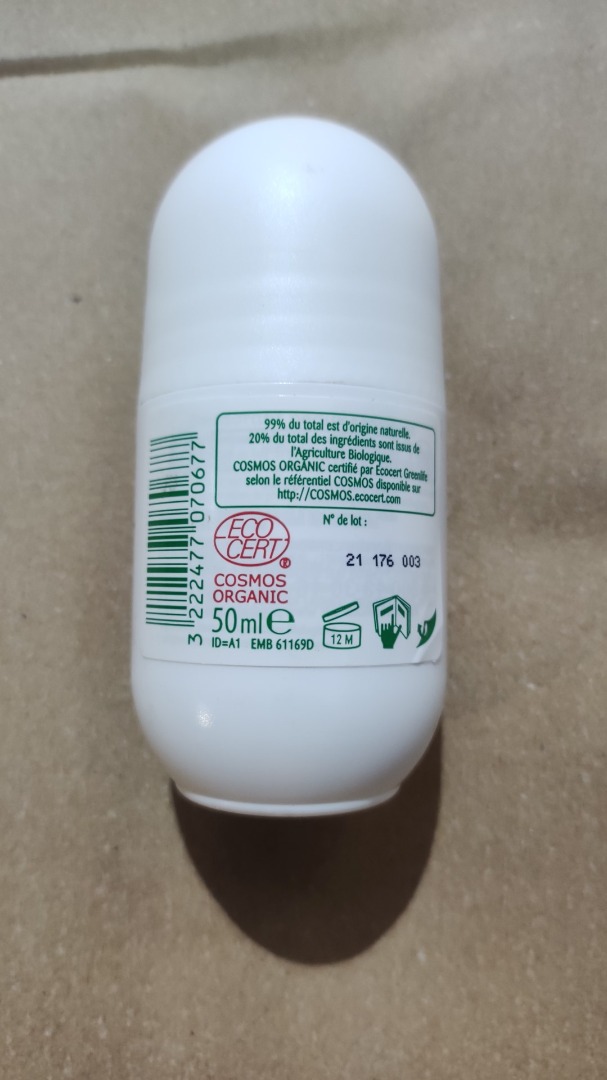 99% du total est d'origine naturelle.
20% du total des ingrédients sont issus de
l'Agriculture Biologique.
COSMOS ORGANIC certifié par Ecocert Greenlife
selon le référentiel COSMOS disponible sur
http://COSMOS.ecocert.com
N° de lot :
21 176 003
ECO
CERT®
COSMOS
ORGANIC
50 ml e
ID=A1 EMB 61169D
12 M
3 222477 070677